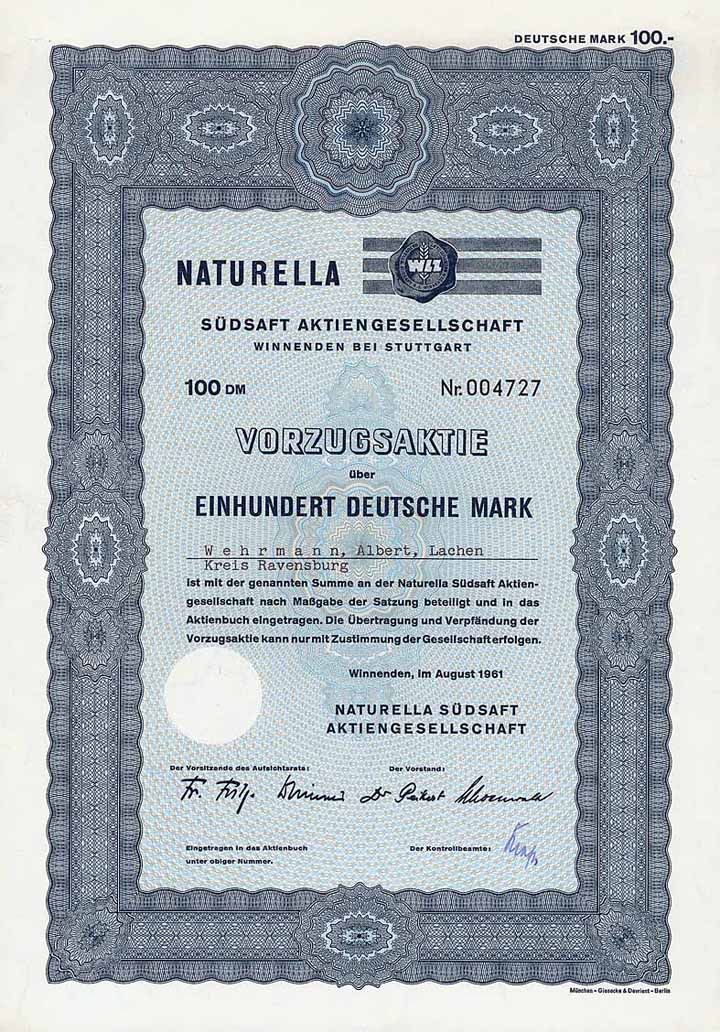 DEUTSCHE MARK 100.-
NATURELLA
WLZ
SÜDSAFT AKTIENGESELLSCHAFT
WINNENDEN BEI STUTTGART
100 DM Nr. 004727
VORZUGSAKTIE
über
EINHUNDERT DEUTSCHE MARK
Wehrmann, Albert, Lachen
Kreis Ravensburg
ist mit der genannten Summe an der Naturella Südsaft Aktien-
gesellschaft nach Maßgabe der Satzung beteiligt und in das
Aktienbuch eingetragen. Die Übertragung und Verpfändung der
Vorzugsaktie kann nur mit Zustimmung der Gesellschaft erfolgen.
Winnenden, im August 1961
NATURELLA SÜDSAFT
AKTIENGESELLSCHAFT
Der Vorsitzende des Aufsichtsrats: Der Vorstand:
Eingetragen in das Aktienbuch
unter obiger Nummer.
Der Kontrollbeamte:
München - Giesecke & Devrient - Berlin